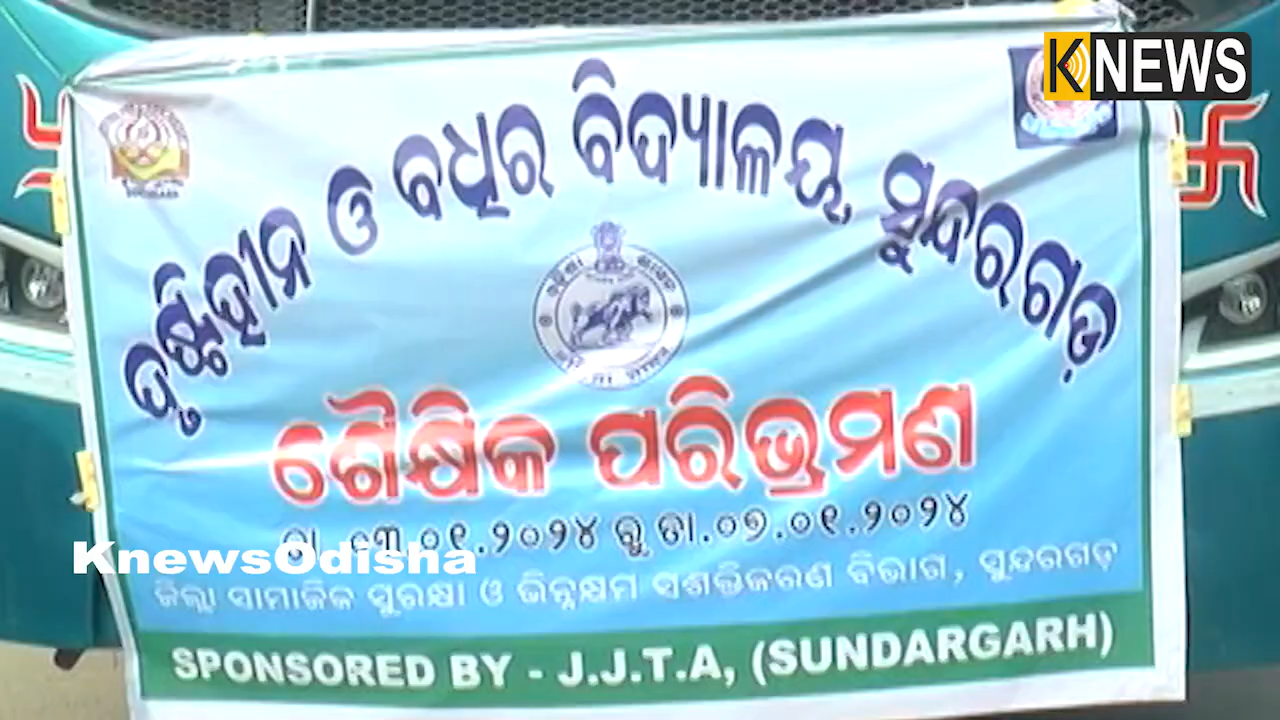 KNEWS
ଦୃଷ୍ଟିହୀନ ଓ ବଧିର ବିଦ୍ୟାଳୟ, ସୁନ୍ଦରଗଡ଼
ଶୈକ୍ଷିକ ପରିଭ୍ରମଣ
ତା.୦୩.୦୧.୨୦୨୪ ରୁ ତା.୦୭.୦୧.୨୦୨୪
KnewsOdisha
ଜିଲ୍ଲା ସାମାଜିକ ସୁରକ୍ଷା ଓ ଭିନ୍ନକ୍ଷମ ସଶକ୍ତିକରଣ ବିଭାଗ, ସୁନ୍ଦରଗଡ଼
SPONSORED BY - J.J.T.A, (SUNDARGARH)